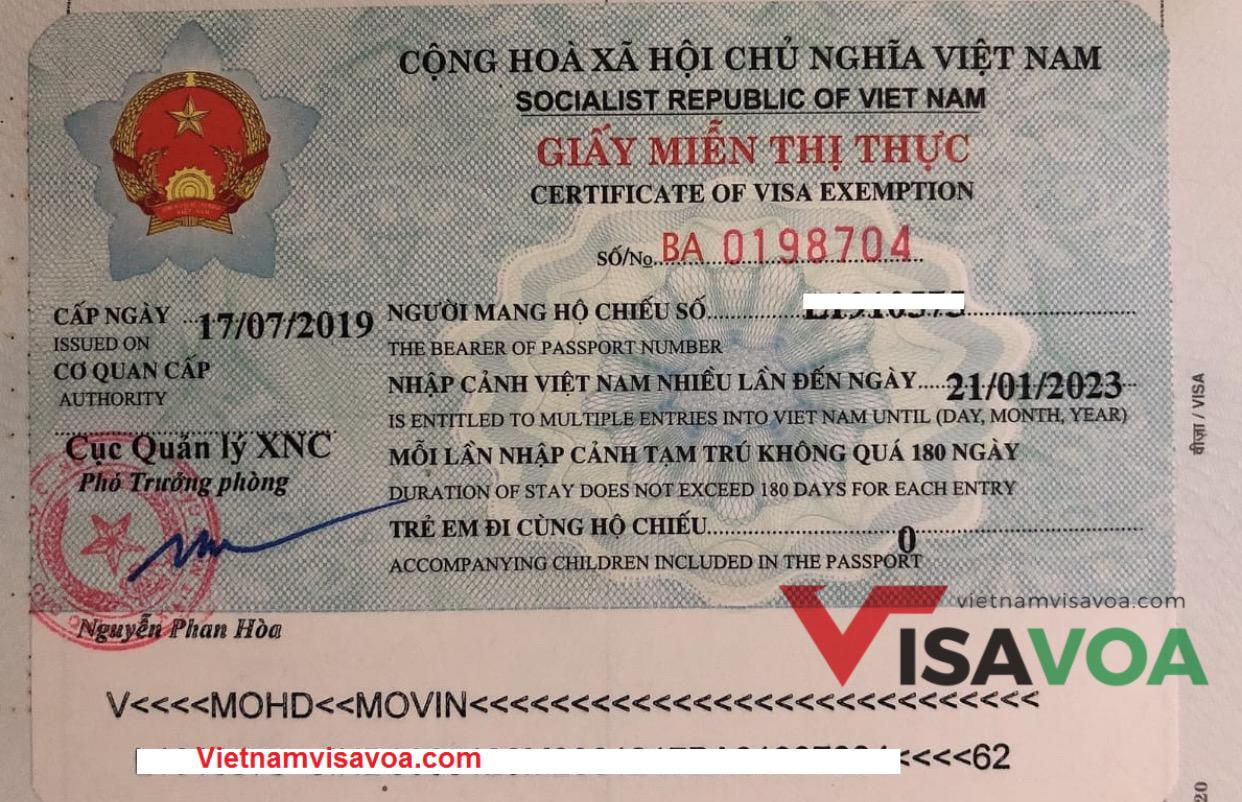 CỘNG HOÀ XÃ HỘI CHỦ NGHĨA VIỆT NAM
SOCIALIST REPUBLIC OF VIET NAM
GIẤY MIỄN THỊ THỰC
CERTIFICATE OF VISA EXEMPTION
SỐ/No BA 0198704
CẤP NGÀY 17/07/2019
ISSUED ON
CƠ QUAN CẤP
AUTHORITY
Cục Quản lý XNC
Phó Trưởng phòng
Nguyễn Phan Hòa
NGƯỜI MANG HỘ CHIẾU SỐ
THE BEARER OF PASSPORT NUMBER
NHẬP CẢNH VIỆT NAM NHIỀU LẦN ĐẾN NGÀY 21/01/2023
IS ENTITLED TO MULTIPLE ENTRIES INTO VIET NAM UNTIL (DAY, MONTH, YEAR)
MỖI LẦN NHẬP CẢNH TẠM TRÚ KHÔNG QUÁ 180 NGÀY
DURATION OF STAY DOES NOT EXCEED 180 DAYS FOR EACH ENTRY
TRẺ EM ĐI CÙNG HỘ CHIẾU 0
ACCOMPANYING CHILDREN INCLUDED IN THE PASSPORT
vietnamvisavoa.com
VISAVOA
V<<<<MOHD<<MOVIN<<<<<<<<<<<<<<<<<<<<<<<<<<<<
Vietnamvisavoa.com
<<<<62
वीज़ा / VISA
20